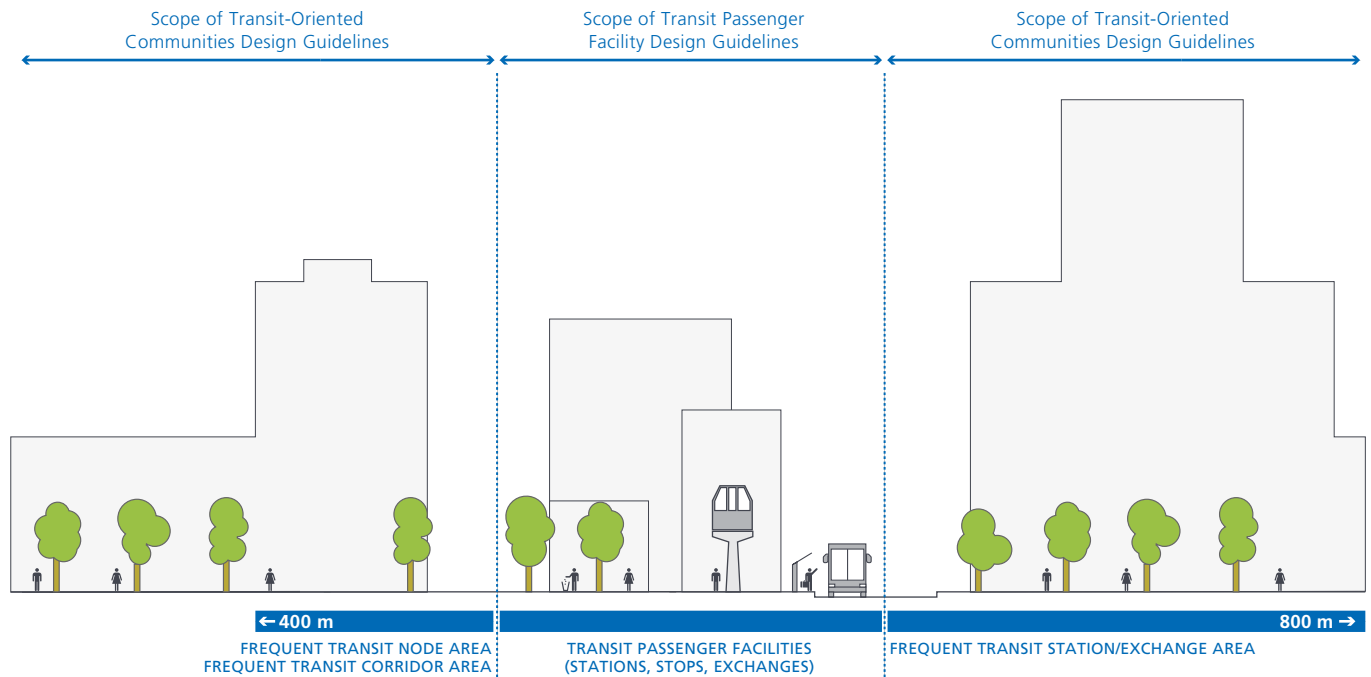 Scope of Transit-Oriented
Communities Design Guidelines
Scope of Transit Passenger
Facility Design Guidelines
Scope of Transit-Oriented
Communities Design Guidelines
← 400 m
800 m →
FREQUENT TRANSIT NODE AREA
FREQUENT TRANSIT CORRIDOR AREA
TRANSIT PASSENGER FACILITIES
(STATIONS, STOPS, EXCHANGES)
FREQUENT TRANSIT STATION/EXCHANGE AREA